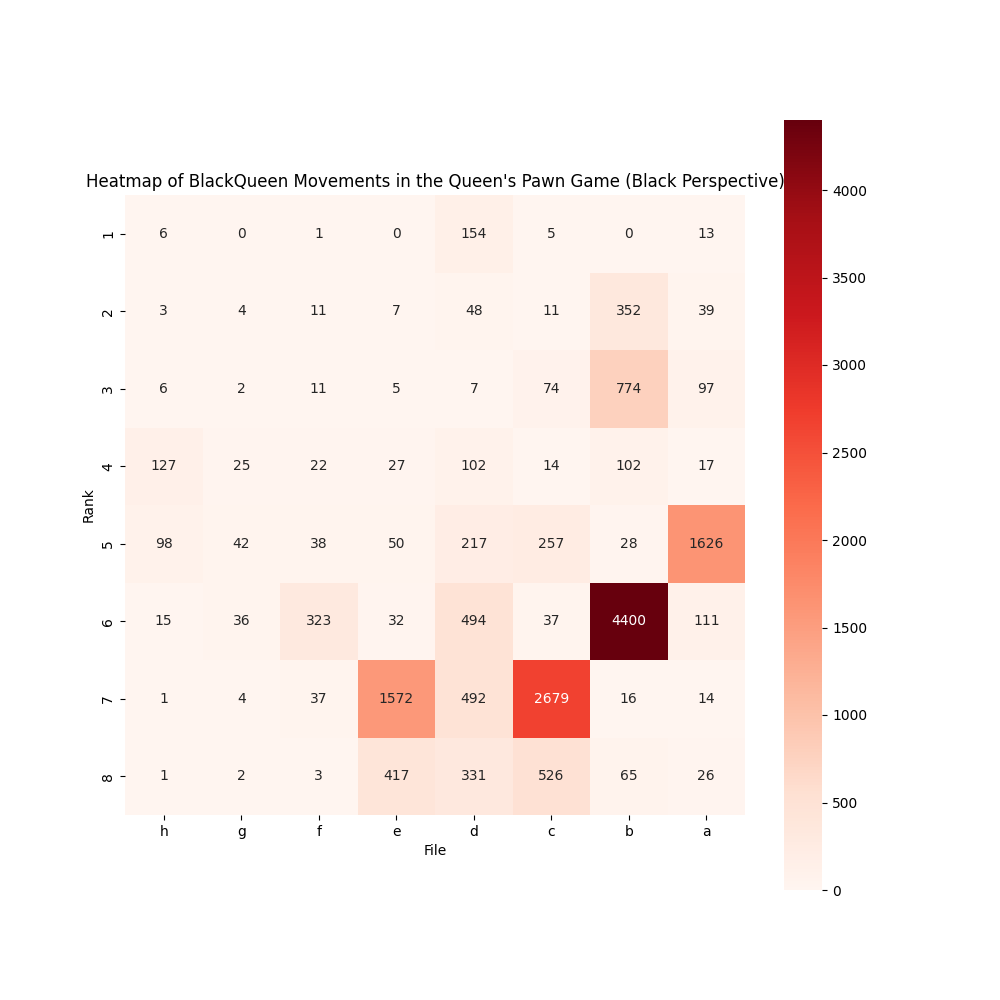 Heatmap of BlackQueen Movements in the Queen's Pawn Game (Black Perspective)
1 6 0 1 0 154 5 0 13
2 3 4 11 7 48 11 352 39
3 6 2 11 5 7 74 774 97
4 127 25 22 27 102 14 102 17
5 98 42 38 50 217 257 28 1626
6 15 36 323 32 494 37 4400 111
7 1 4 37 1572 492 2679 16 14
8 1 2 3 417 331 526 65 26
h g f e d c b a
File
Rank
4000
3500
3000
2500
2000
1500
1000
500
0